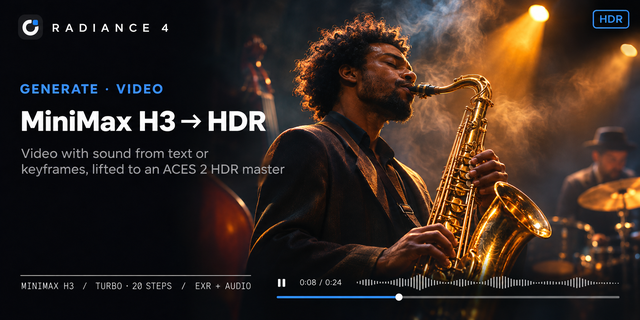 RADIANCE 4
HDR
GENERATE · VIDEO
MiniMax H3 → HDR
Video with sound from text or
keyframes, lifted to an ACES 2 HDR master
MINIMAX H3 / TURBO · 20 STEPS / EXR + AUDIO
0:08 / 0:24